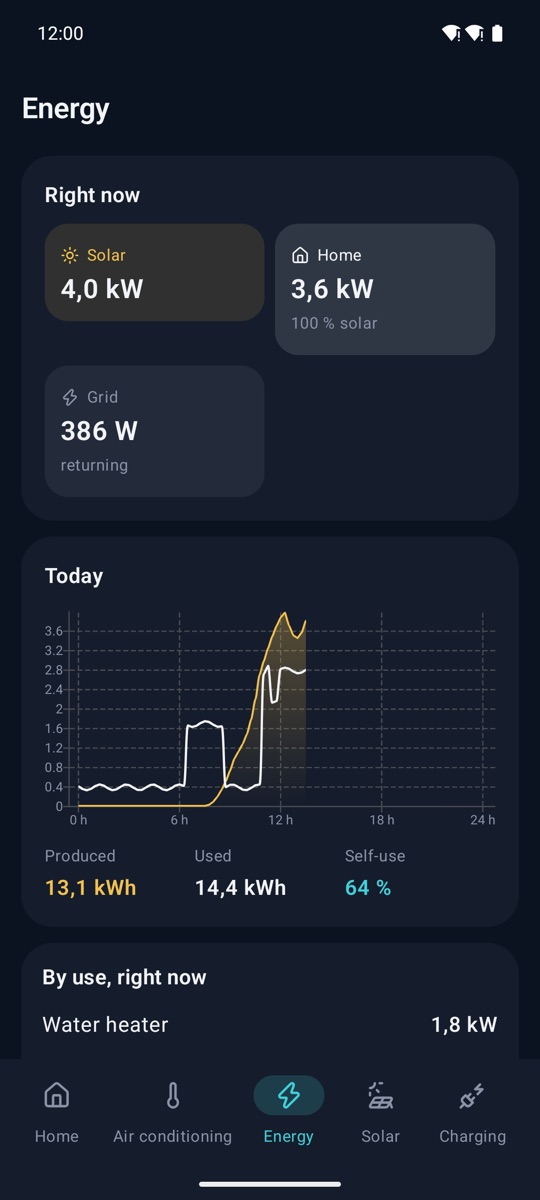 12:00
Energy
Right now
Solar
4,0 kW
Home
3,6 kW
100 % solar
Grid
386 W
returning
Today
3.6
3.2
2.8
2.4
2
1.6
1.2
0.8
0.4
0
0 h 6 h 12 h 18 h 24 h
Produced Used Self-use
13,1 kWh 14,4 kWh 64 %
By use, right now
Water heater 1,8 kW
Home Air conditioning Energy Solar Charging